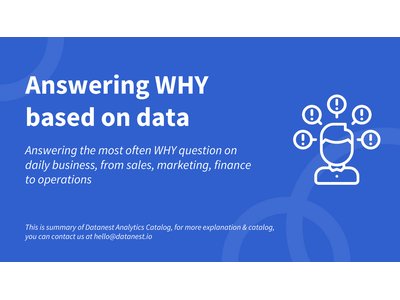 Answering WHY
based on data
Answering the most often WHY question on
daily business, from sales, marketing, finance
to operations
This is summary of Datanest Analytics Catalog, for more explanation & catalog,
you can contact us at hello@datanest.io